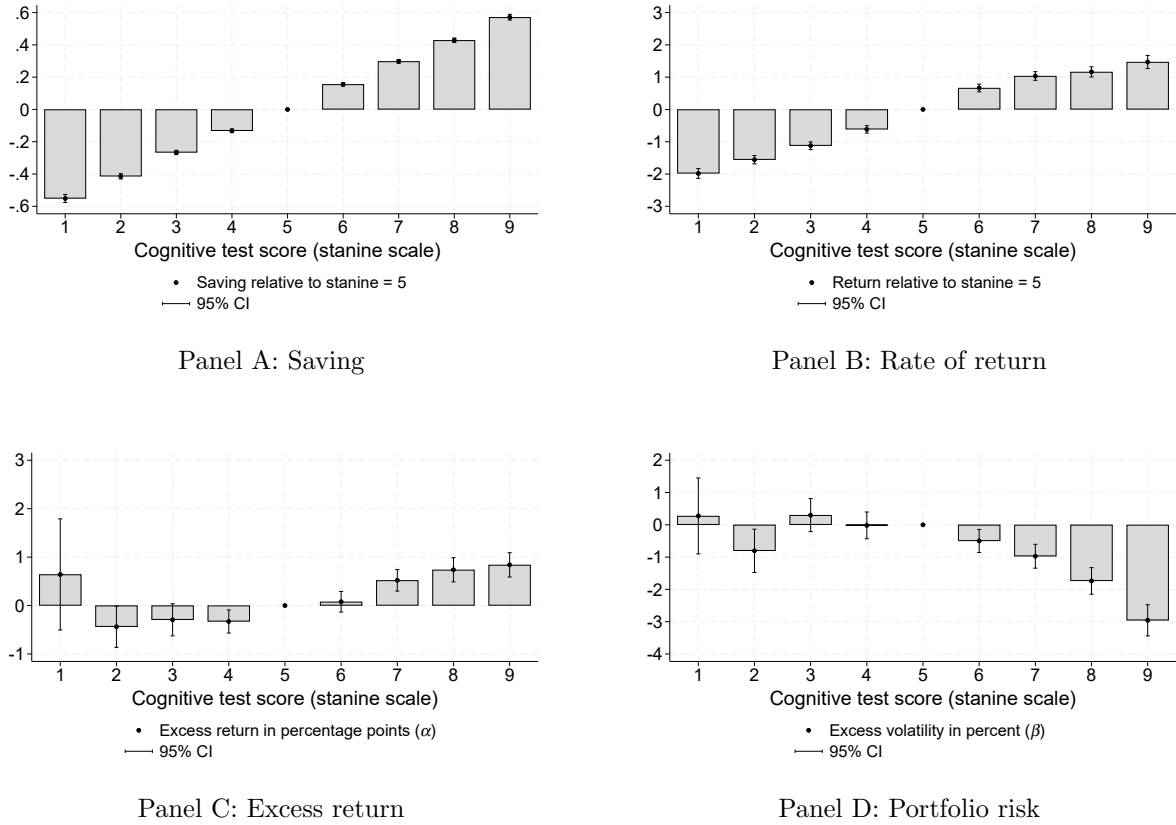 .6
.4
.2
0
-.2
-.4
-.6
1 2 3 4 5 6 7 8 9
Cognitive test score (stanine scale)
Saving relative to stanine = 5
95% CI
Panel A: Saving
3
2
1
0
-1
-2
-3
1 2 3 4 5 6 7 8 9
Cognitive test score (stanine scale)
Return relative to stanine = 5
95% CI
Panel B: Rate of return
3
2
1
0
-1
1 2 3 4 5 6 7 8 9
Cognitive test score (stanine scale)
Excess return in percentage points (α)
95% CI
Panel C: Excess return
2
1
0
-1
-2
-3
-4
1 2 3 4 5 6 7 8 9
Cognitive test score (stanine scale)
Excess volatility in percent (β)
95% CI
Panel D: Portfolio risk